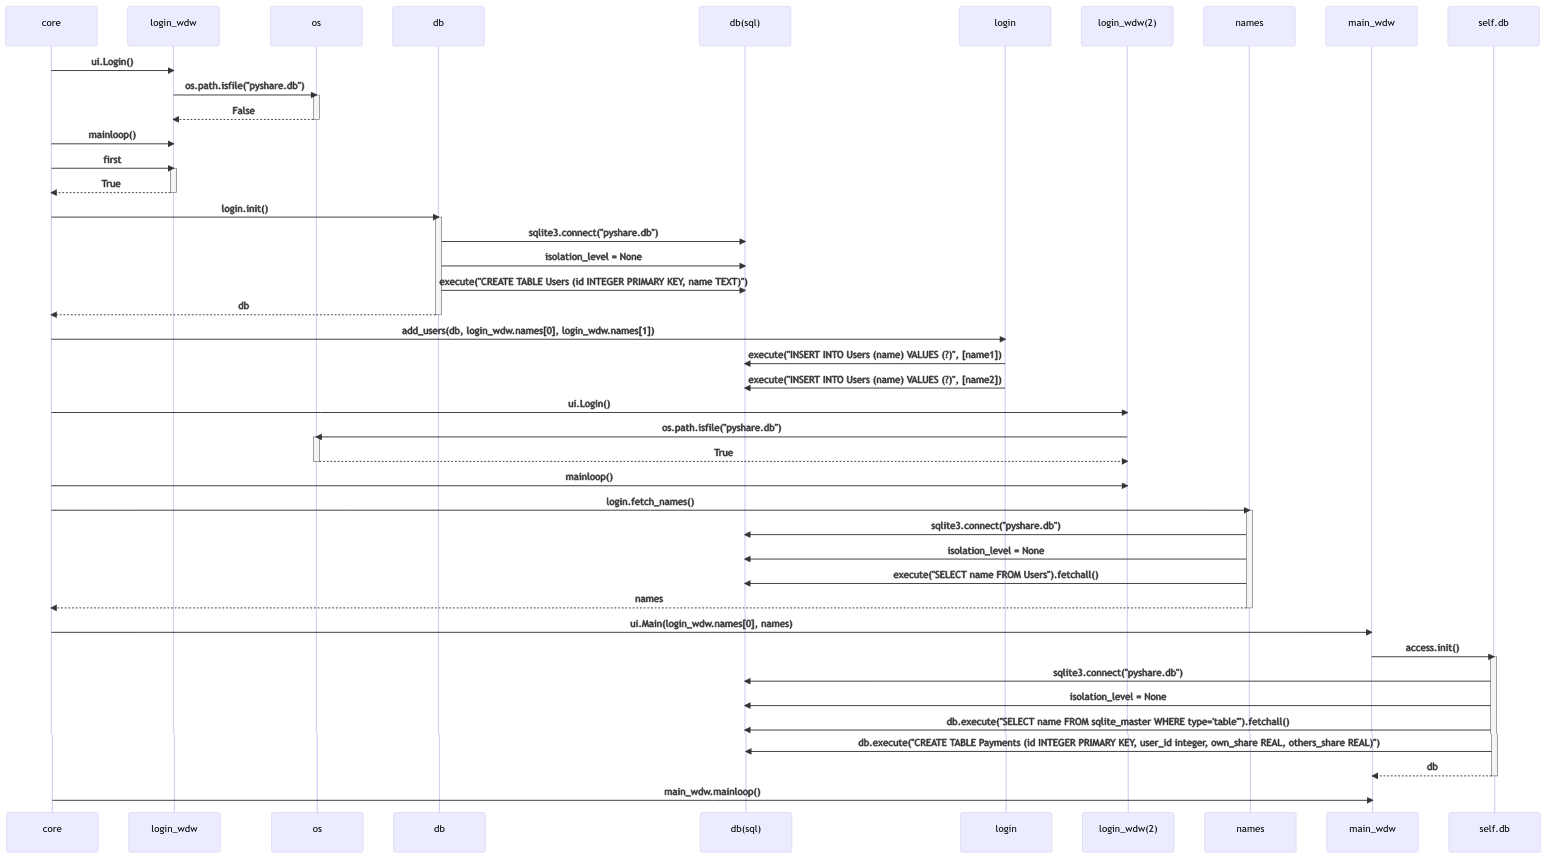 core login_wdw os db db(sql) login login_wdw(2) names main_wdw self.db
ui.Login()
os.path.isfile("pyshare.db")
False
mainloop()
first
True
login.init()
sqlite3.connect("pyshare.db")
isolation_level = None
execute("CREATE TABLE Users (id INTEGER PRIMARY KEY, name TEXT)")
db
add_users(db, login_wdw.names[0], login_wdw.names[1])
execute("INSERT INTO Users (name) VALUES (?)", [name1])
execute("INSERT INTO Users (name) VALUES (?)", [name2])
ui.Login()
os.path.isfile("pyshare.db")
True
mainloop()
login.fetch_names()
sqlite3.connect("pyshare.db")
isolation_level = None
execute("SELECT name FROM Users").fetchall()
names
ui.Main(login_wdw.names[0], names)
access.init()
sqlite3.connect("pyshare.db")
isolation_level = None
db.execute("SELECT name FROM sqlite_master WHERE type='table'").fetchall()
db.execute("CREATE TABLE Payments (id INTEGER PRIMARY KEY, user_id integer, own_share REAL, others_share REAL)")
db
main_wdw.mainloop()
core login_wdw os db db(sql) login login_wdw(2) names main_wdw self.db